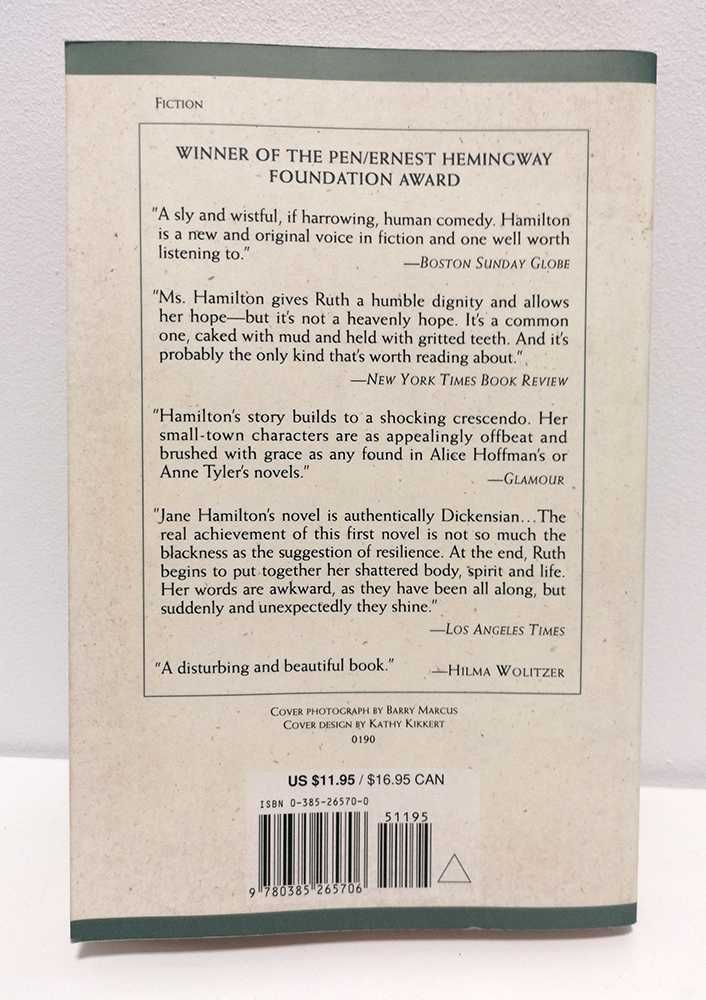 FICTION
WINNER OF THE PEN/ERNEST HEMINGWAY
FOUNDATION AWARD
"A sly and wistful, if harrowing, human comedy. Hamilton
is a new and original voice in fiction and one well worth
listening to."
—BOSTON SUNDAY GLOBE
"Ms. Hamilton gives Ruth a humble dignity and allows
her hope—but it's not a heavenly hope. It's a common
one, caked with mud and held with gritted teeth. And it's
probably the only kind that's worth reading about."
—NEW YORK TIMES BOOK REVIEW
"Hamilton's story builds to a shocking crescendo. Her
small-town characters are as appealingly offbeat and
brushed with grace as any found in Alice Hoffman's or
Anne Tyler's novels."
—GLAMOUR
"Jane Hamilton's novel is authentically Dickensian...The
real achievement of this first novel is not so much the
blackness as the suggestion of resilience. At the end, Ruth
begins to put together her shattered body, spirit and life.
Her words are awkward, as they have been all along, but
suddenly and unexpectedly they shine."
—LOS ANGELES TIMES
"A disturbing and beautiful book." —HILMA WOLITZER
COVER PHOTOGRAPH BY BARRY MARCUS
COVER DESIGN BY KATHY KIKKERT
0190
US $11.95 / $16.95 CAN
ISBN 0-385-26570-0
51195
9 780385 265706